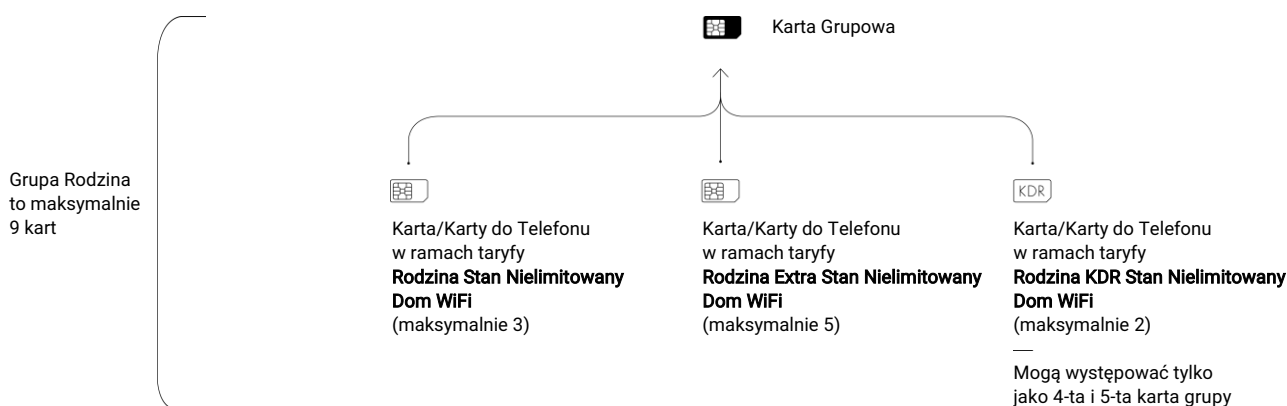 Karta Grupowa
Grupa Rodzina
to maksymalnie
9 kart
Karta/Karty do Telefonu
w ramach taryfy
Rodzina Stan Nielimitowany
Dom WiFi
(maksymalnie 3)
Karta/Karty do Telefonu
w ramach taryfy
Rodzina Extra Stan Nielimitowany
Dom WiFi
(maksymalnie 5)
KDR
Karta/Karty do Telefonu
w ramach taryfy
Rodzina KDR Stan Nielimitowany
Dom WiFi
(maksymalnie 2)
Mogą występować tylko
jako 4-ta i 5-ta karta grupy